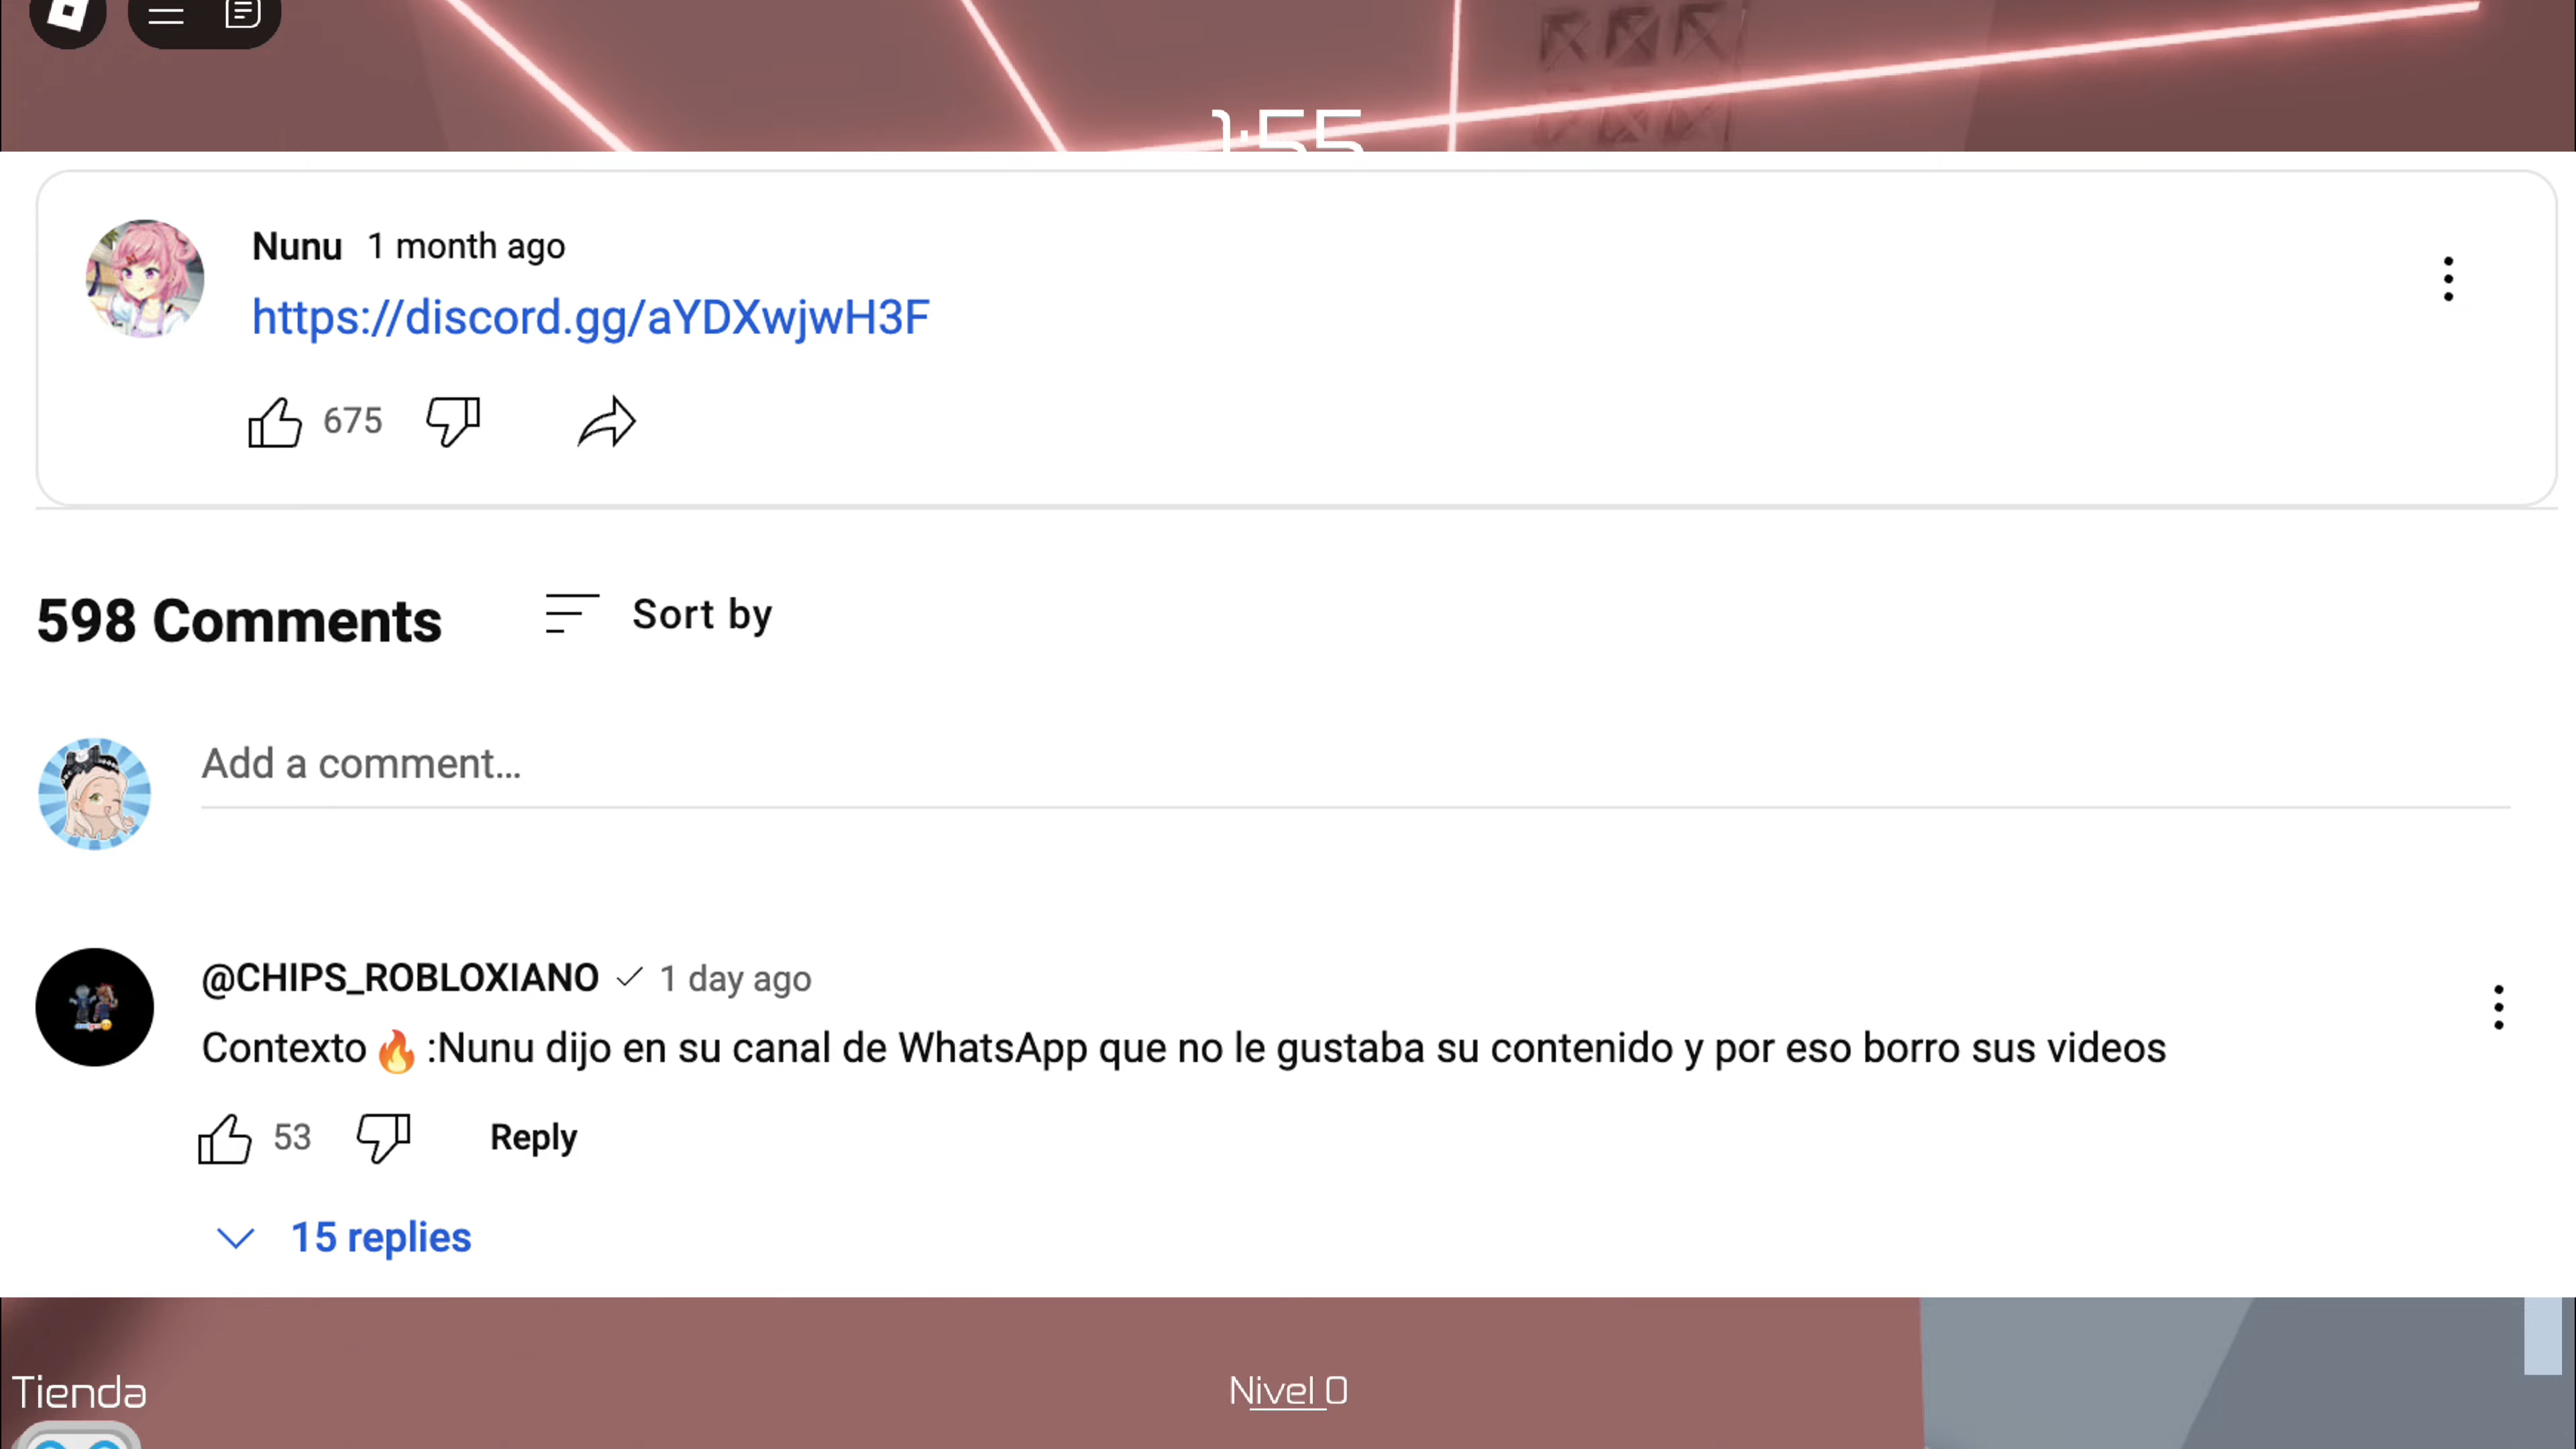 1:55
Nunu 1 month ago
https://discord.gg/aYDXwjwH3F
675
598 Comments Sort by
Add a comment...
@CHIPS_ROBLOXIANO 1 day ago
Contexto🔥:Nunu dijo en su canal de WhatsApp que no le gustaba su contenido y por eso borro sus videos
53 Reply
15 replies
Tienda
Nivel 0